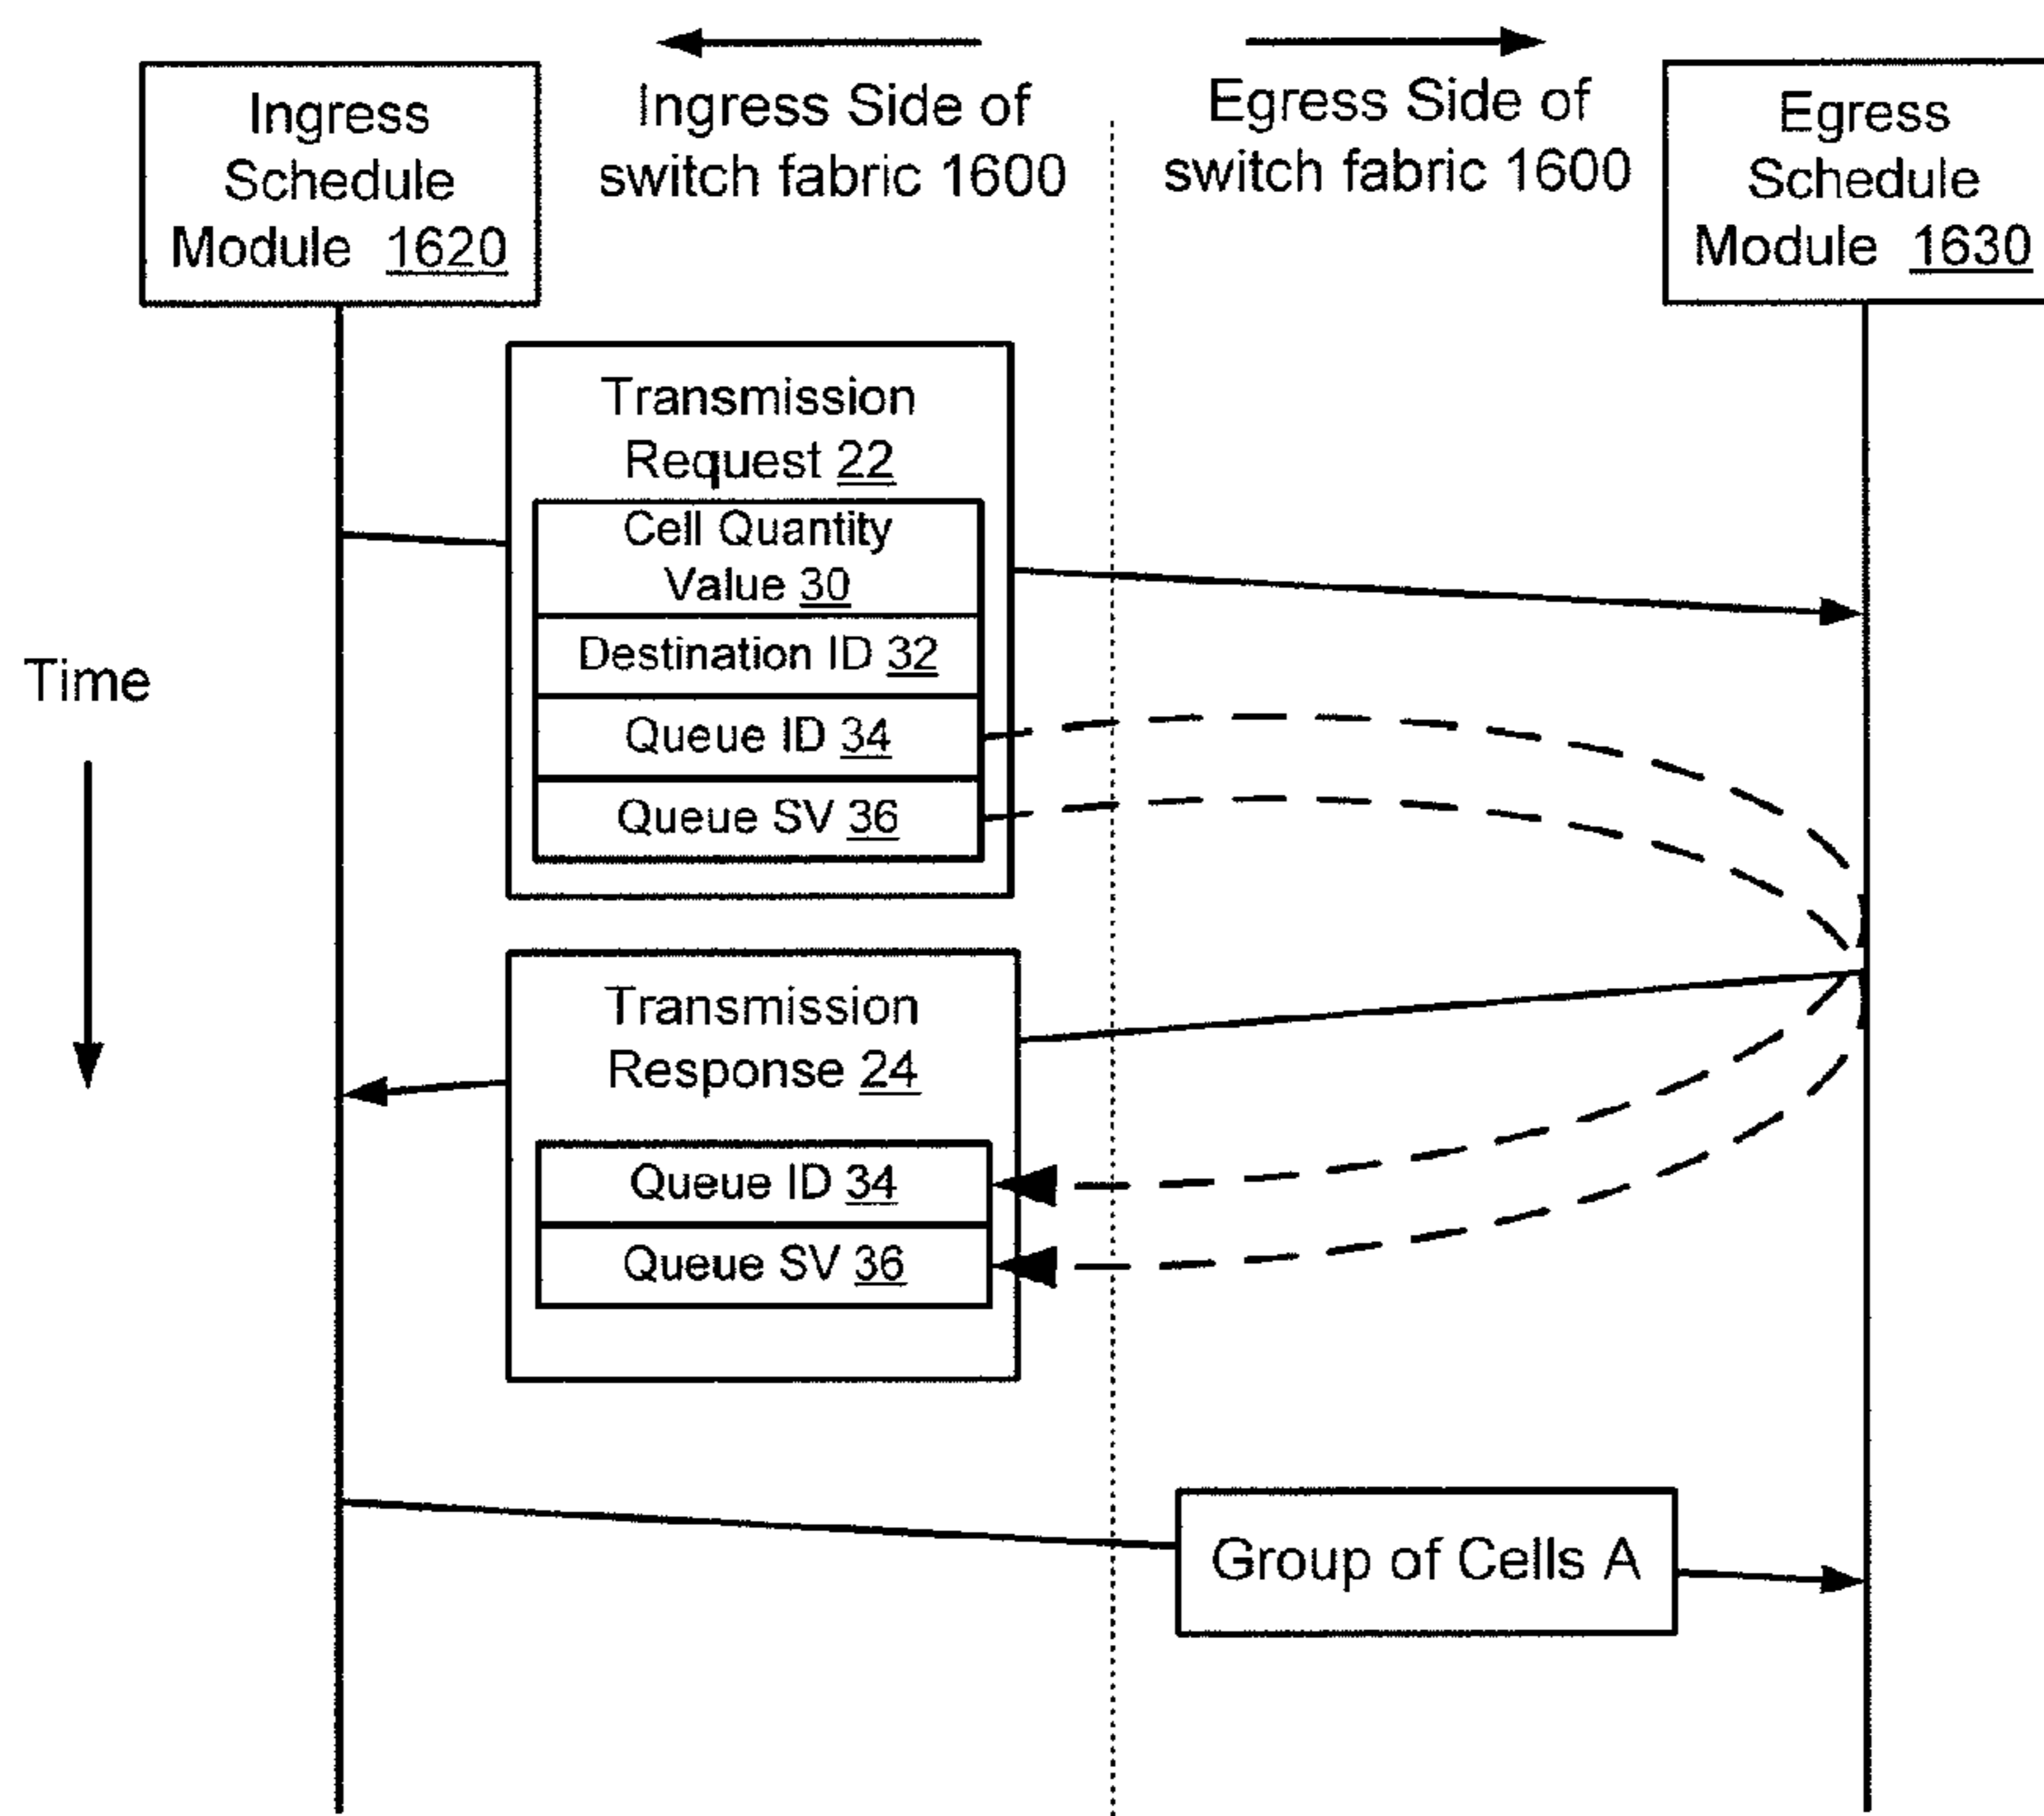 Ingress
Schedule
Module 1620
Ingress Side of
switch fabric 1600
Egress Side of
switch fabric 1600
Egress
Schedule
Module 1630
Transmission
Request 22
Cell Quantity
Value 30
Destination ID 32
Queue ID 34
Queue SV 36
Time
Transmission
Response 24
Queue ID 34
Queue SV 36
Group of Cells A